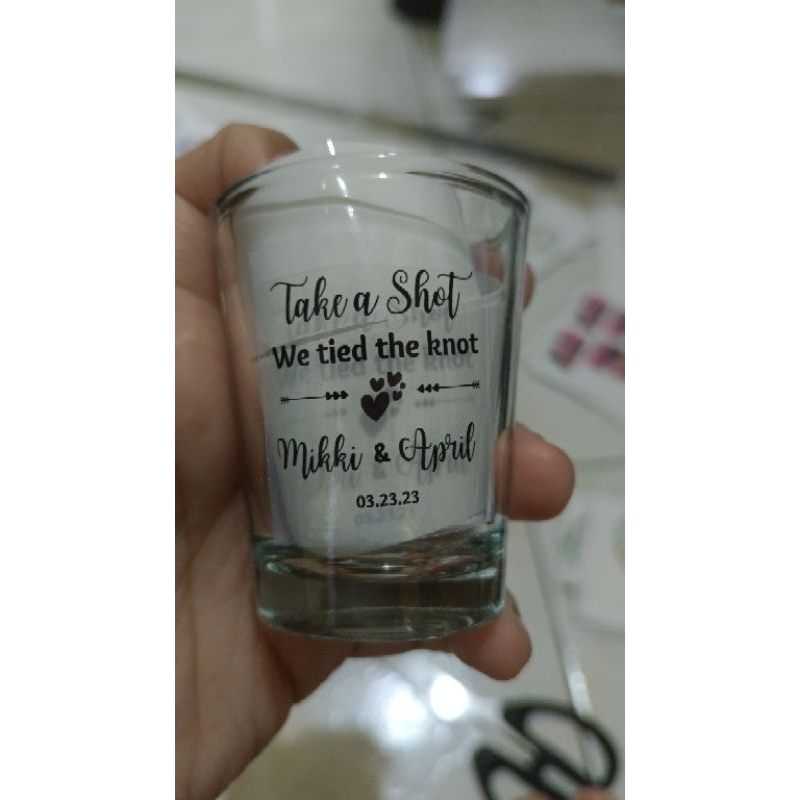 Take a Shot
We tied the knot
Mikki & April
03.23.23